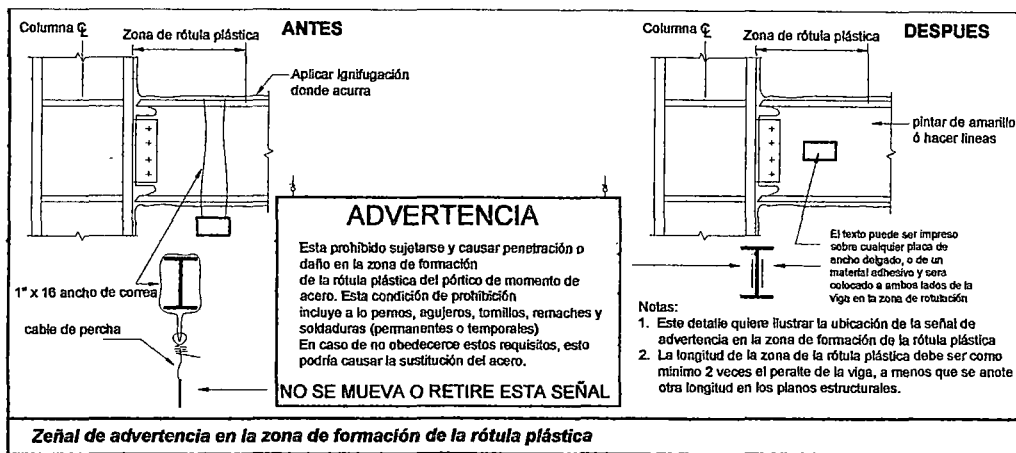 Columna ℄
Zona de rótula plástica
ANTES
Aplicar ignifugación
donde acurra
1" x 16 ancho de correa
cable de percha
ADVERTENCIA
Esta prohibido sujetarse y causar penetración o
daño en la zona de formación
de la rótula plástica del pórtico de momento de
acero. Esta condición de prohibición
incluye a lo pernos, agujeros, tornillos, remaches y
soldaduras (permanentes o temporales)
En caso de no obedecerce estos requisitos, esto
podría causar la sustitución del acero.
NO SE MUEVA O RETIRE ESTA SEÑAL
Columna ℄
Zona de rótula plástica
DESPUES
pintar de amarillo
ó hacer lineas
El texto puede ser impreso
sobre cualquier placa de
ancho delgado, o de un
material adhesivo y sera
colocado a ambos lados de la
Viga en la zona de rotulación
Notas:
1. Este detalle quiere Ilustrar la ubicación de la señal de
advertencia en la zona de formación de la rótula plástica
2. La longitud de la zona de la rótula plástica debe ser como
mínimo 2 veces el peralte de la viga, a menos que se anote
otra longitud en los planos estructurales.
Zeñal de advertencia en la zona de formación de la rótula plástica